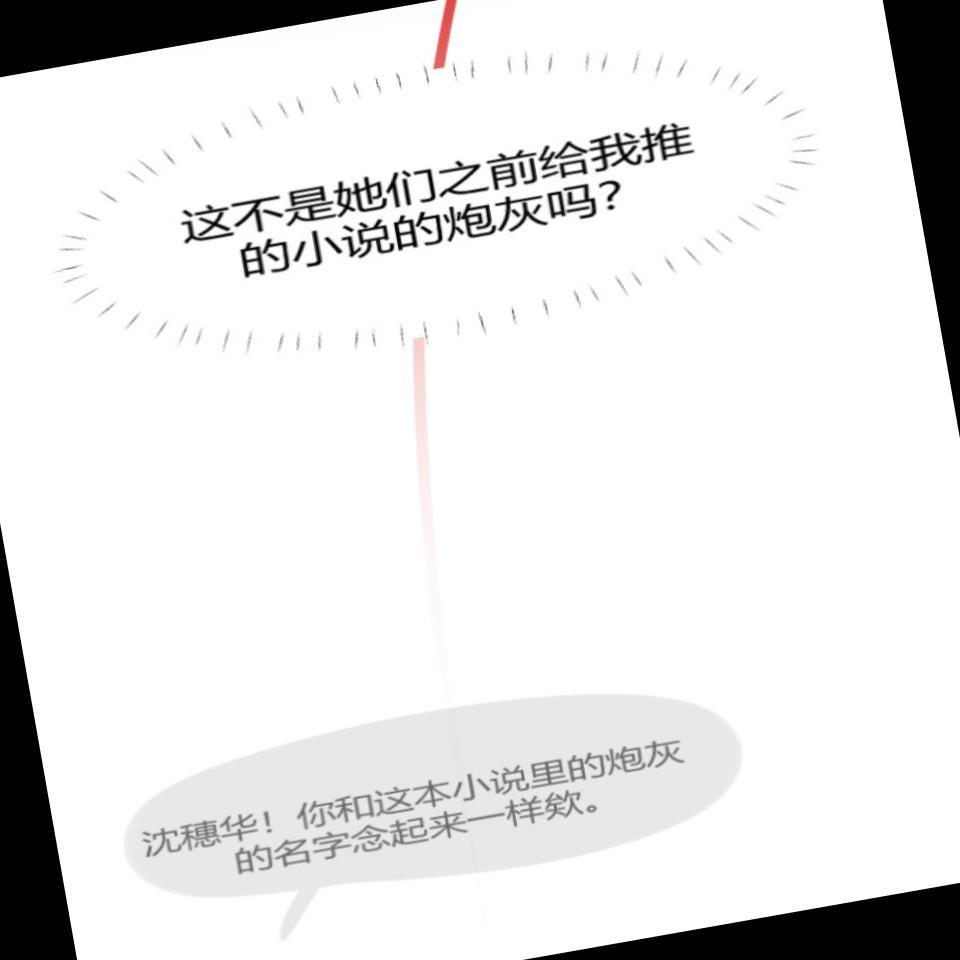 这不是她们之前给我推
的小说的炮灰吗？
沈穗华！你和这本小说里的炮灰
的名字念起来一样欸。